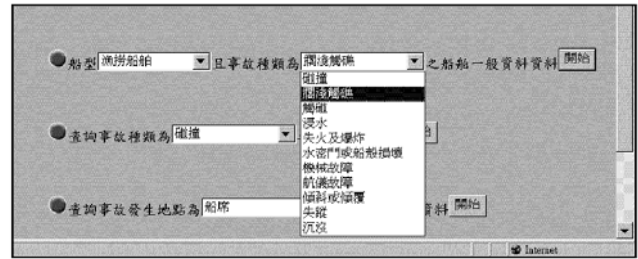 船型 漁撈船舶 且事故種類為 擱淺觸礁 之船舶一般資料資料 開始
碰撞
擱淺觸礁
觸碰
浸水
查詢事故種類為 碰撞
失火及爆炸
水密門或船殼損壞
機械故障
航儀故障
傾斜或傾覆
查詢事故發生地點為 船席 資料 開始
失蹤
沉沒
Internet